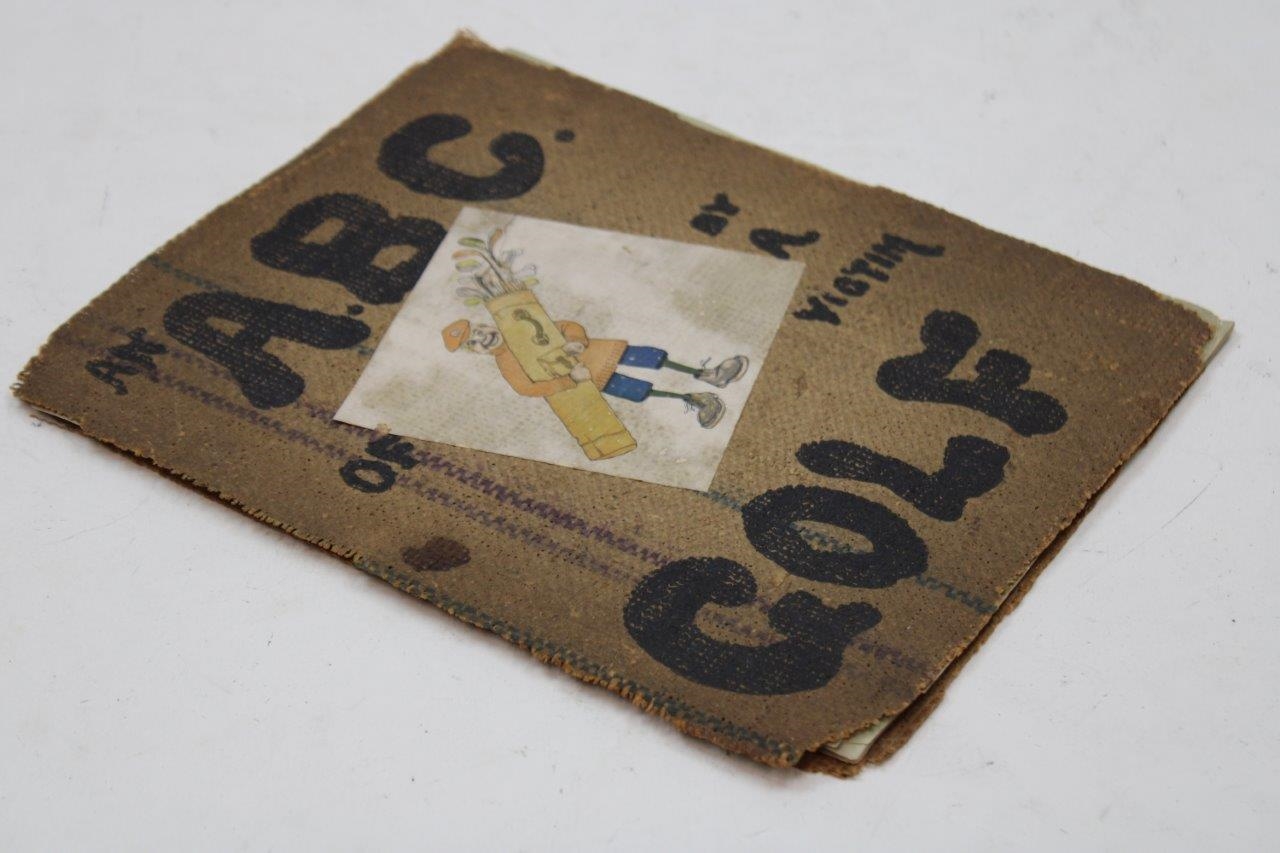 AN
A.B.C.
OF
GOLF
BY
A
VICTIM